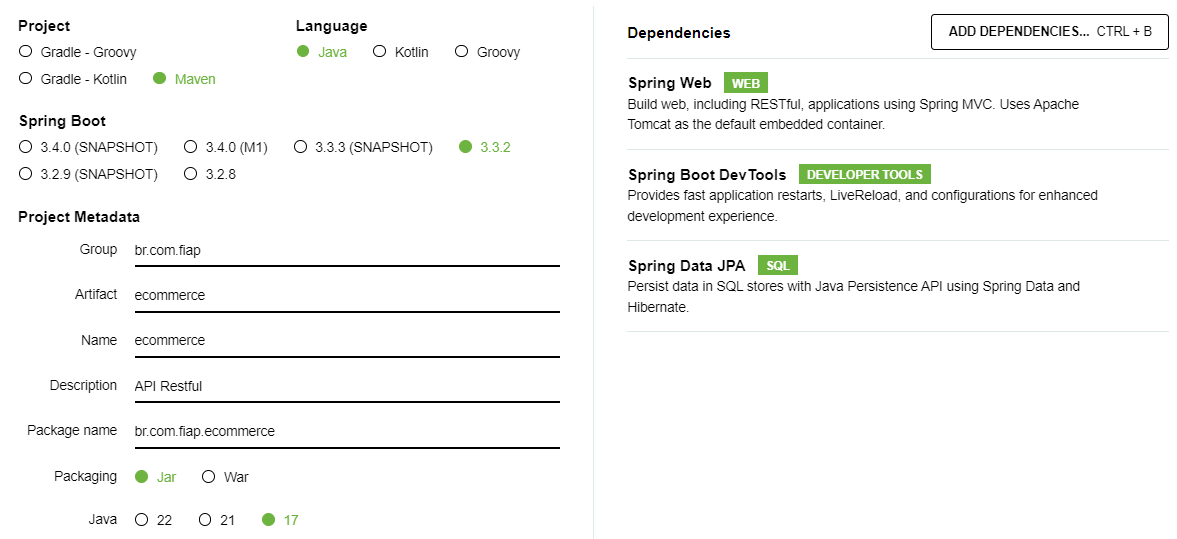 Project
Gradle - Groovy
Gradle - Kotlin Maven
Language
Java Kotlin Groovy
Spring Boot
3.4.0 (SNAPSHOT) 3.4.0 (M1) 3.3.3 (SNAPSHOT) 3.3.2
3.2.9 (SNAPSHOT) 3.2.8
Project Metadata
Group br.com.fiap
Artifact ecommerce
Name ecommerce
Description API Restful
Package name br.com.fiap.ecommerce
Packaging Jar War
Java 22 21 17
Dependencies ADD DEPENDENCIES... CTRL + B
Spring Web WEB
Build web, including RESTful, applications using Spring MVC. Uses Apache
Tomcat as the default embedded container.
Spring Boot DevTools DEVELOPER TOOLS
Provides fast application restarts, LiveReload, and configurations for enhanced
development experience.
Spring Data JPA SQL
Persist data in SQL stores with Java Persistence API using Spring Data and
Hibernate.